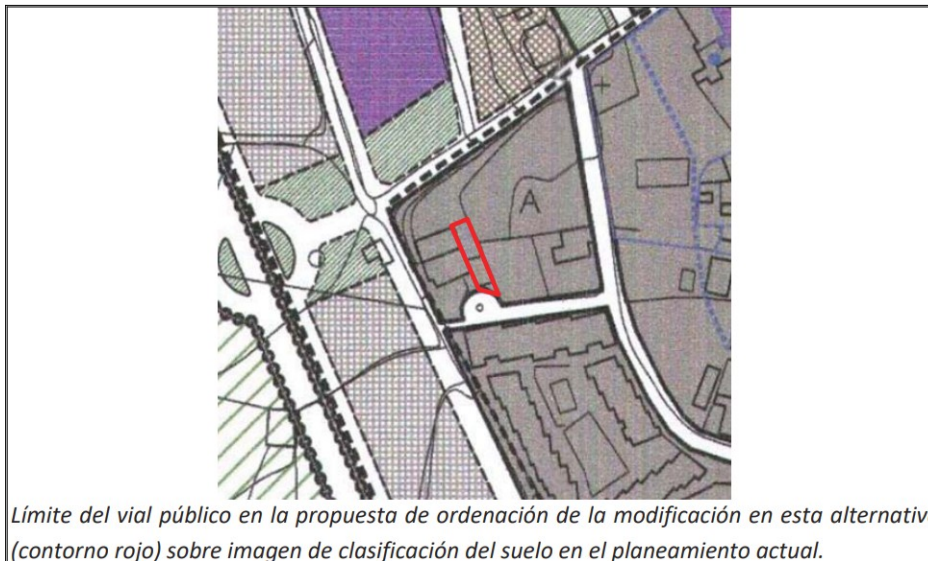 A
Límite del vial público en la propuesta de ordenación de la modificación en esta alternativ
(contorno rojo) sobre imagen de clasificación del suelo en el planeamiento actual.